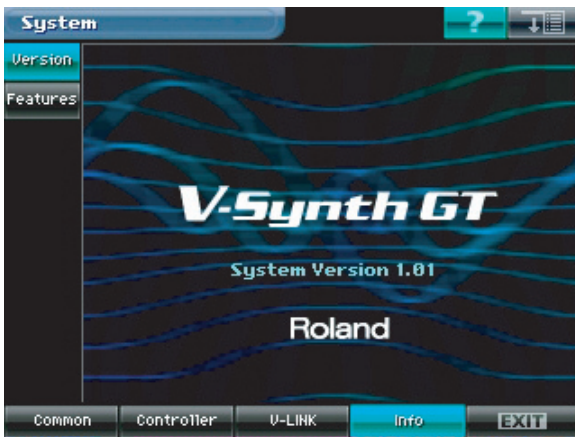 System
?
Version
Features
V-Synth GT
System Version 1.01
Roland
Common
Controller
V-LINK
Info
EXIT